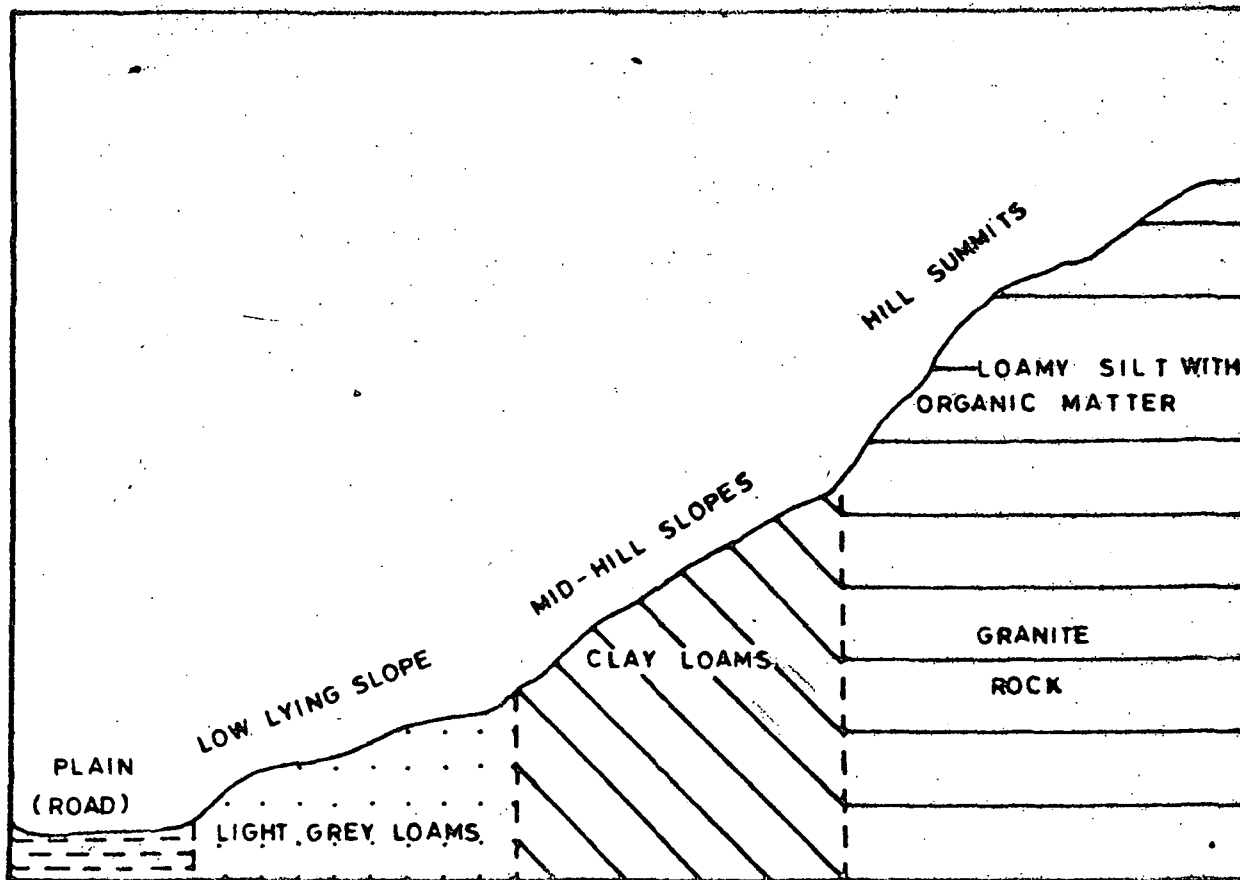 HILL SUMMITS
LOAMY SILT WITH
ORGANIC MATTER
MID-HILL SLOPES
GRANITE
ROCK
CLAY LOAMS
LOW LYING SLOPE
PLAIN
(ROAD)
LIGHT GREY LOAMS